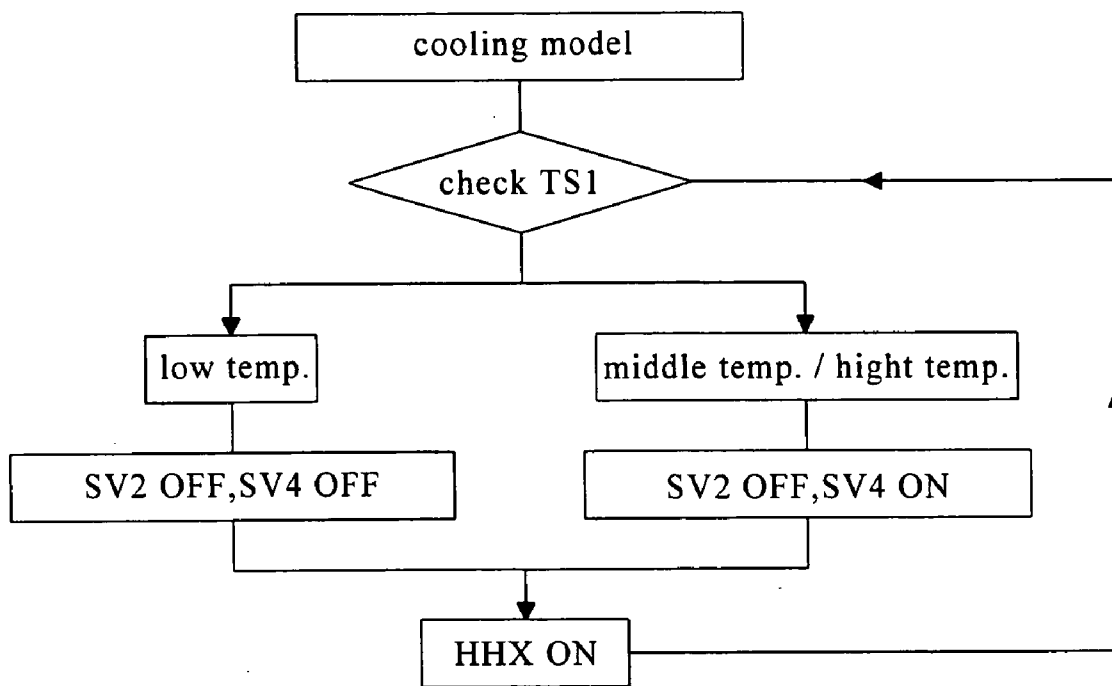 cooling model
check TS1
low temp.
middle temp. / hight temp.
SV2 OFF,SV4 OFF
SV2 OFF,SV4 ON
HHX ON